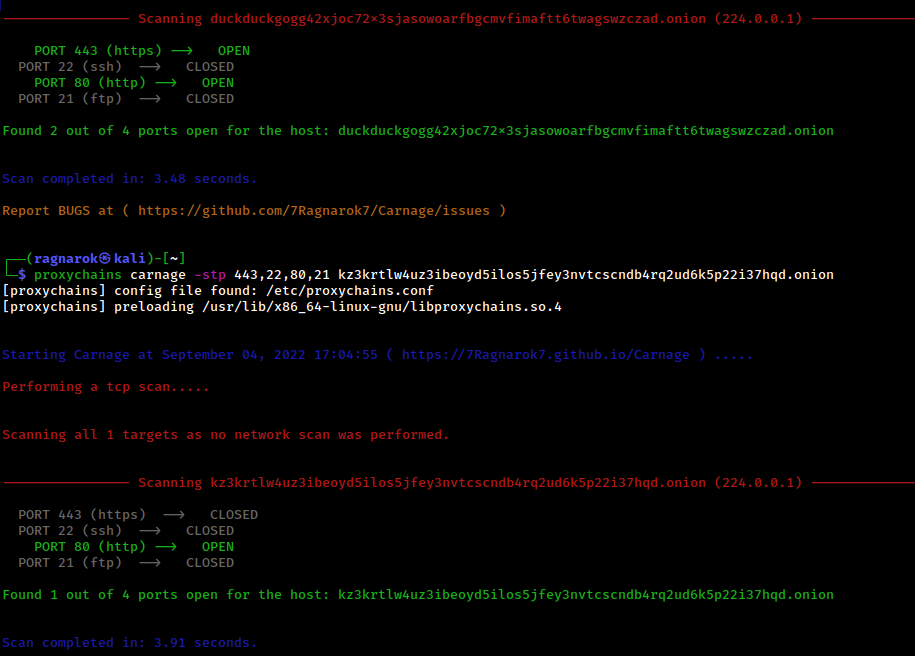 Scanning duckduckgogg42xjoc72x3sjasowoarfbgcmvfimaftt6twagswzczad.onion (224.0.0.1)
PORT 443 (https) —> OPEN
PORT 22 (ssh) —> CLOSED
PORT 80 (http) —> OPEN
PORT 21 (ftp) —> CLOSED
Found 2 out of 4 ports open for the host: duckduckgogg42xjoc72x3sjasowoarfbgcmvfimaftt6twagswzczad.onion
Scan completed in: 3.48 seconds.
Report BUGS at ( https://github.com/7Ragnarok7/Carnage/issues )
┌──(ragnarok㉿kali)-[~]
└─$ proxychains carnage -stp 443,22,80,21 kz3krtlw4uz3ibeoyd5ilos5jfey3nvtcscndb4rq2ud6k5p22i37hqd.onion
[proxychains] config file found: /etc/proxychains.conf
[proxychains] preloading /usr/lib/x86_64-linux-gnu/libproxychains.so.4
Starting Carnage at September 04, 2022 17:04:55 ( https://7Ragnarok7.github.io/Carnage ) .....
Performing a tcp scan.....
Scanning all 1 targets as no network scan was performed.
Scanning kz3krtlw4uz3ibeoyd5ilos5jfey3nvtcscndb4rq2ud6k5p22i37hqd.onion (224.0.0.1)
PORT 443 (https) —> CLOSED
PORT 22 (ssh) —> CLOSED
PORT 80 (http) —> OPEN
PORT 21 (ftp) —> CLOSED
Found 1 out of 4 ports open for the host: kz3krtlw4uz3ibeoyd5ilos5jfey3nvtcscndb4rq2ud6k5p22i37hqd.onion
Scan completed in: 3.91 seconds.